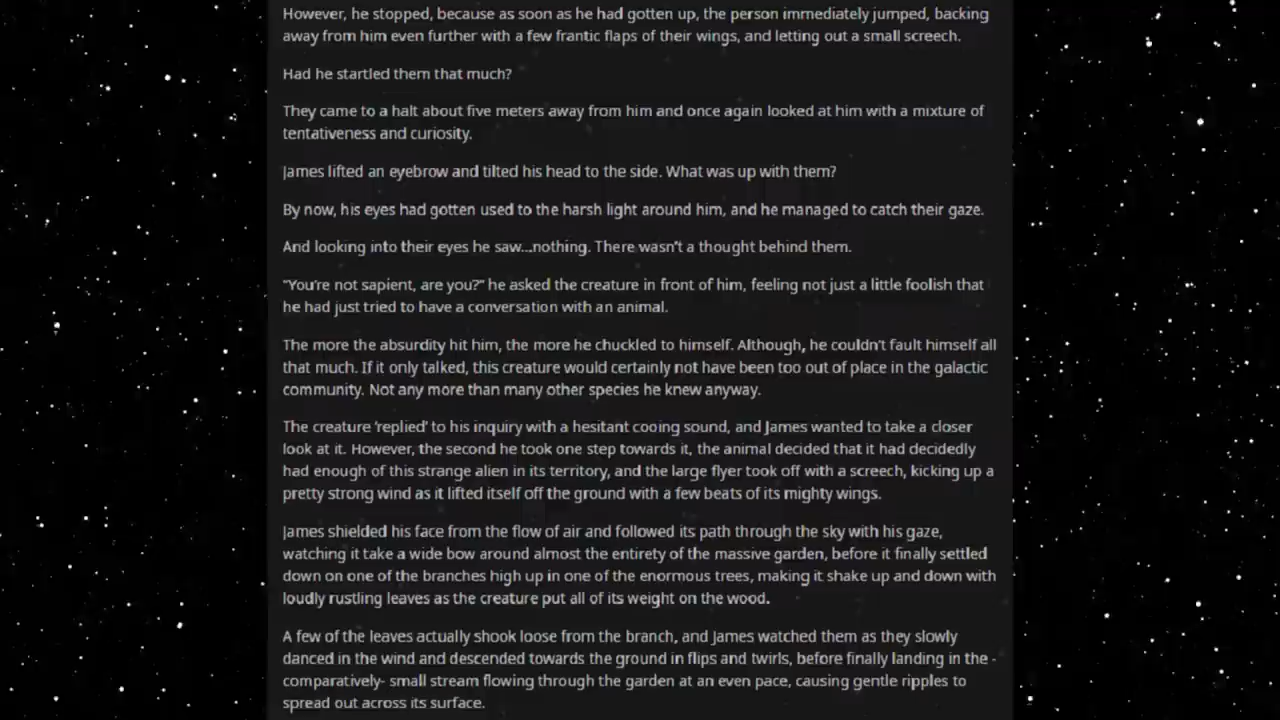 However, he stopped, because as soon as he had gotten up, the person immediately jumped, backing
away from him even further with a few frantic flaps of their wings, and letting out a small screech.
Had he startled them that much?
They came to a halt about five meters away from him and once again looked at him with a mixture of
tentativeness and curiosity.
James lifted an eyebrow and tilted his head to the side. What was up with them?
By now, his eyes had gotten used to the harsh light around him, and he managed to catch their gaze.
And looking into their eyes he saw...nothing. There wasn't a thought behind them.
“You're not sapient, are you?” he asked the creature in front of him, feeling not just a little foolish that
he had just tried to have a conversation with an animal.
The more the absurdity hit him, the more he chuckled to himself. Although, he couldn't fault himself all
that much. If it only talked, this creature would certainly not have been too out of place in the galactic
community. Not any more than many other species he knew anyway.
The creature ‘replied’ to his inquiry with a hesitant cooing sound, and James wanted to take a closer
look at it. However, the second he took one step towards it, the animal decided that it had decidedly
had enough of this strange alien in its territory, and the large flyer took off with a screech, kicking up a
pretty strong wind as it lifted itself off the ground with a few beats of its mighty wings.
James shielded his face from the flow of air and followed its path through the sky with his gaze,
watching it take a wide bow around almost the entirety of the massive garden, before it finally settled
down on one of the branches high up in one of the enormous trees, making it shake up and down with
loudly rustling leaves as the creature put all of its weight on the wood.
A few of the leaves actually shook loose from the branch, and James watched them as they slowly
danced in the wind and descended towards the ground in flips and twirls, before finally landing in the -
comparatively- small stream flowing through the garden at an even pace, causing gentle ripples to
spread out across its surface.